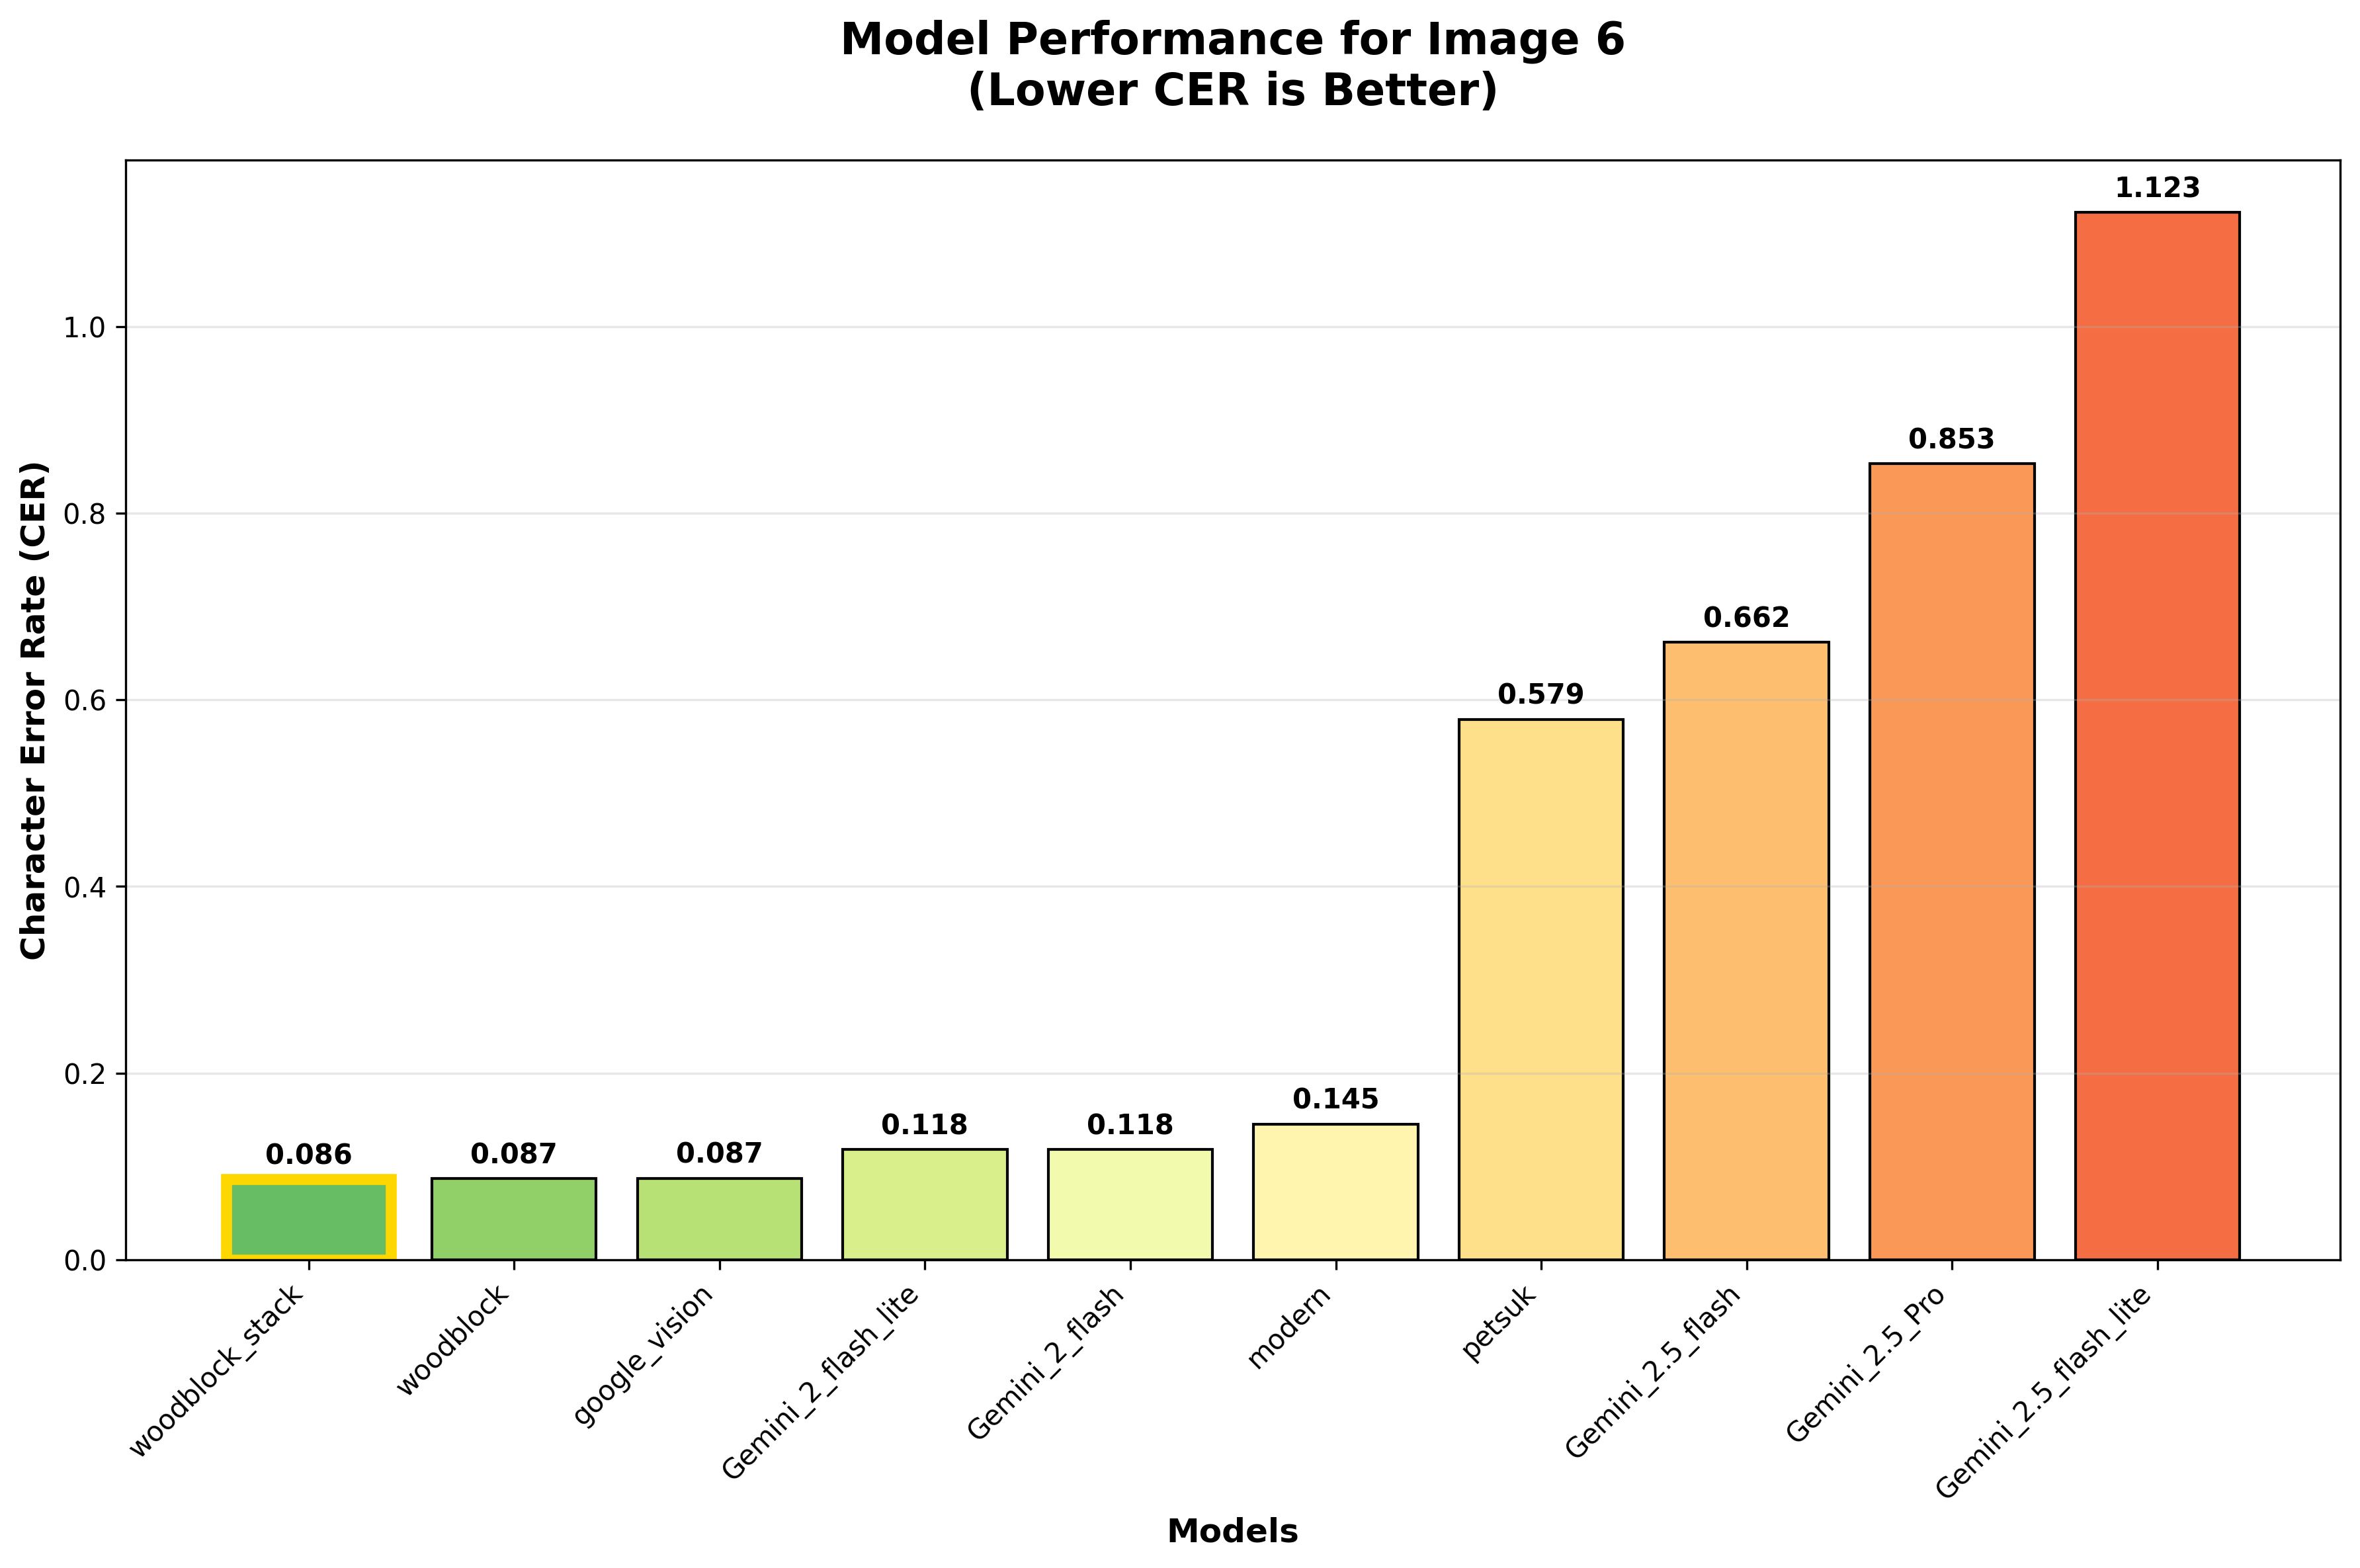 Model Performance for Image 6
(Lower CER is Better)
Character Error Rate (CER)
1.0
0.8
0.6
0.4
0.2
0.0
0.086
0.087
0.087
0.118
0.118
0.145
0.579
0.662
0.853
1.123
woodblock_stack
woodblock
google_vision
Gemini_2_flash_lite
Gemini_2_flash
modern
petsuk
Gemini_2.5_flash
Gemini_2.5_Pro
Gemini_2.5_flash_lite
Models